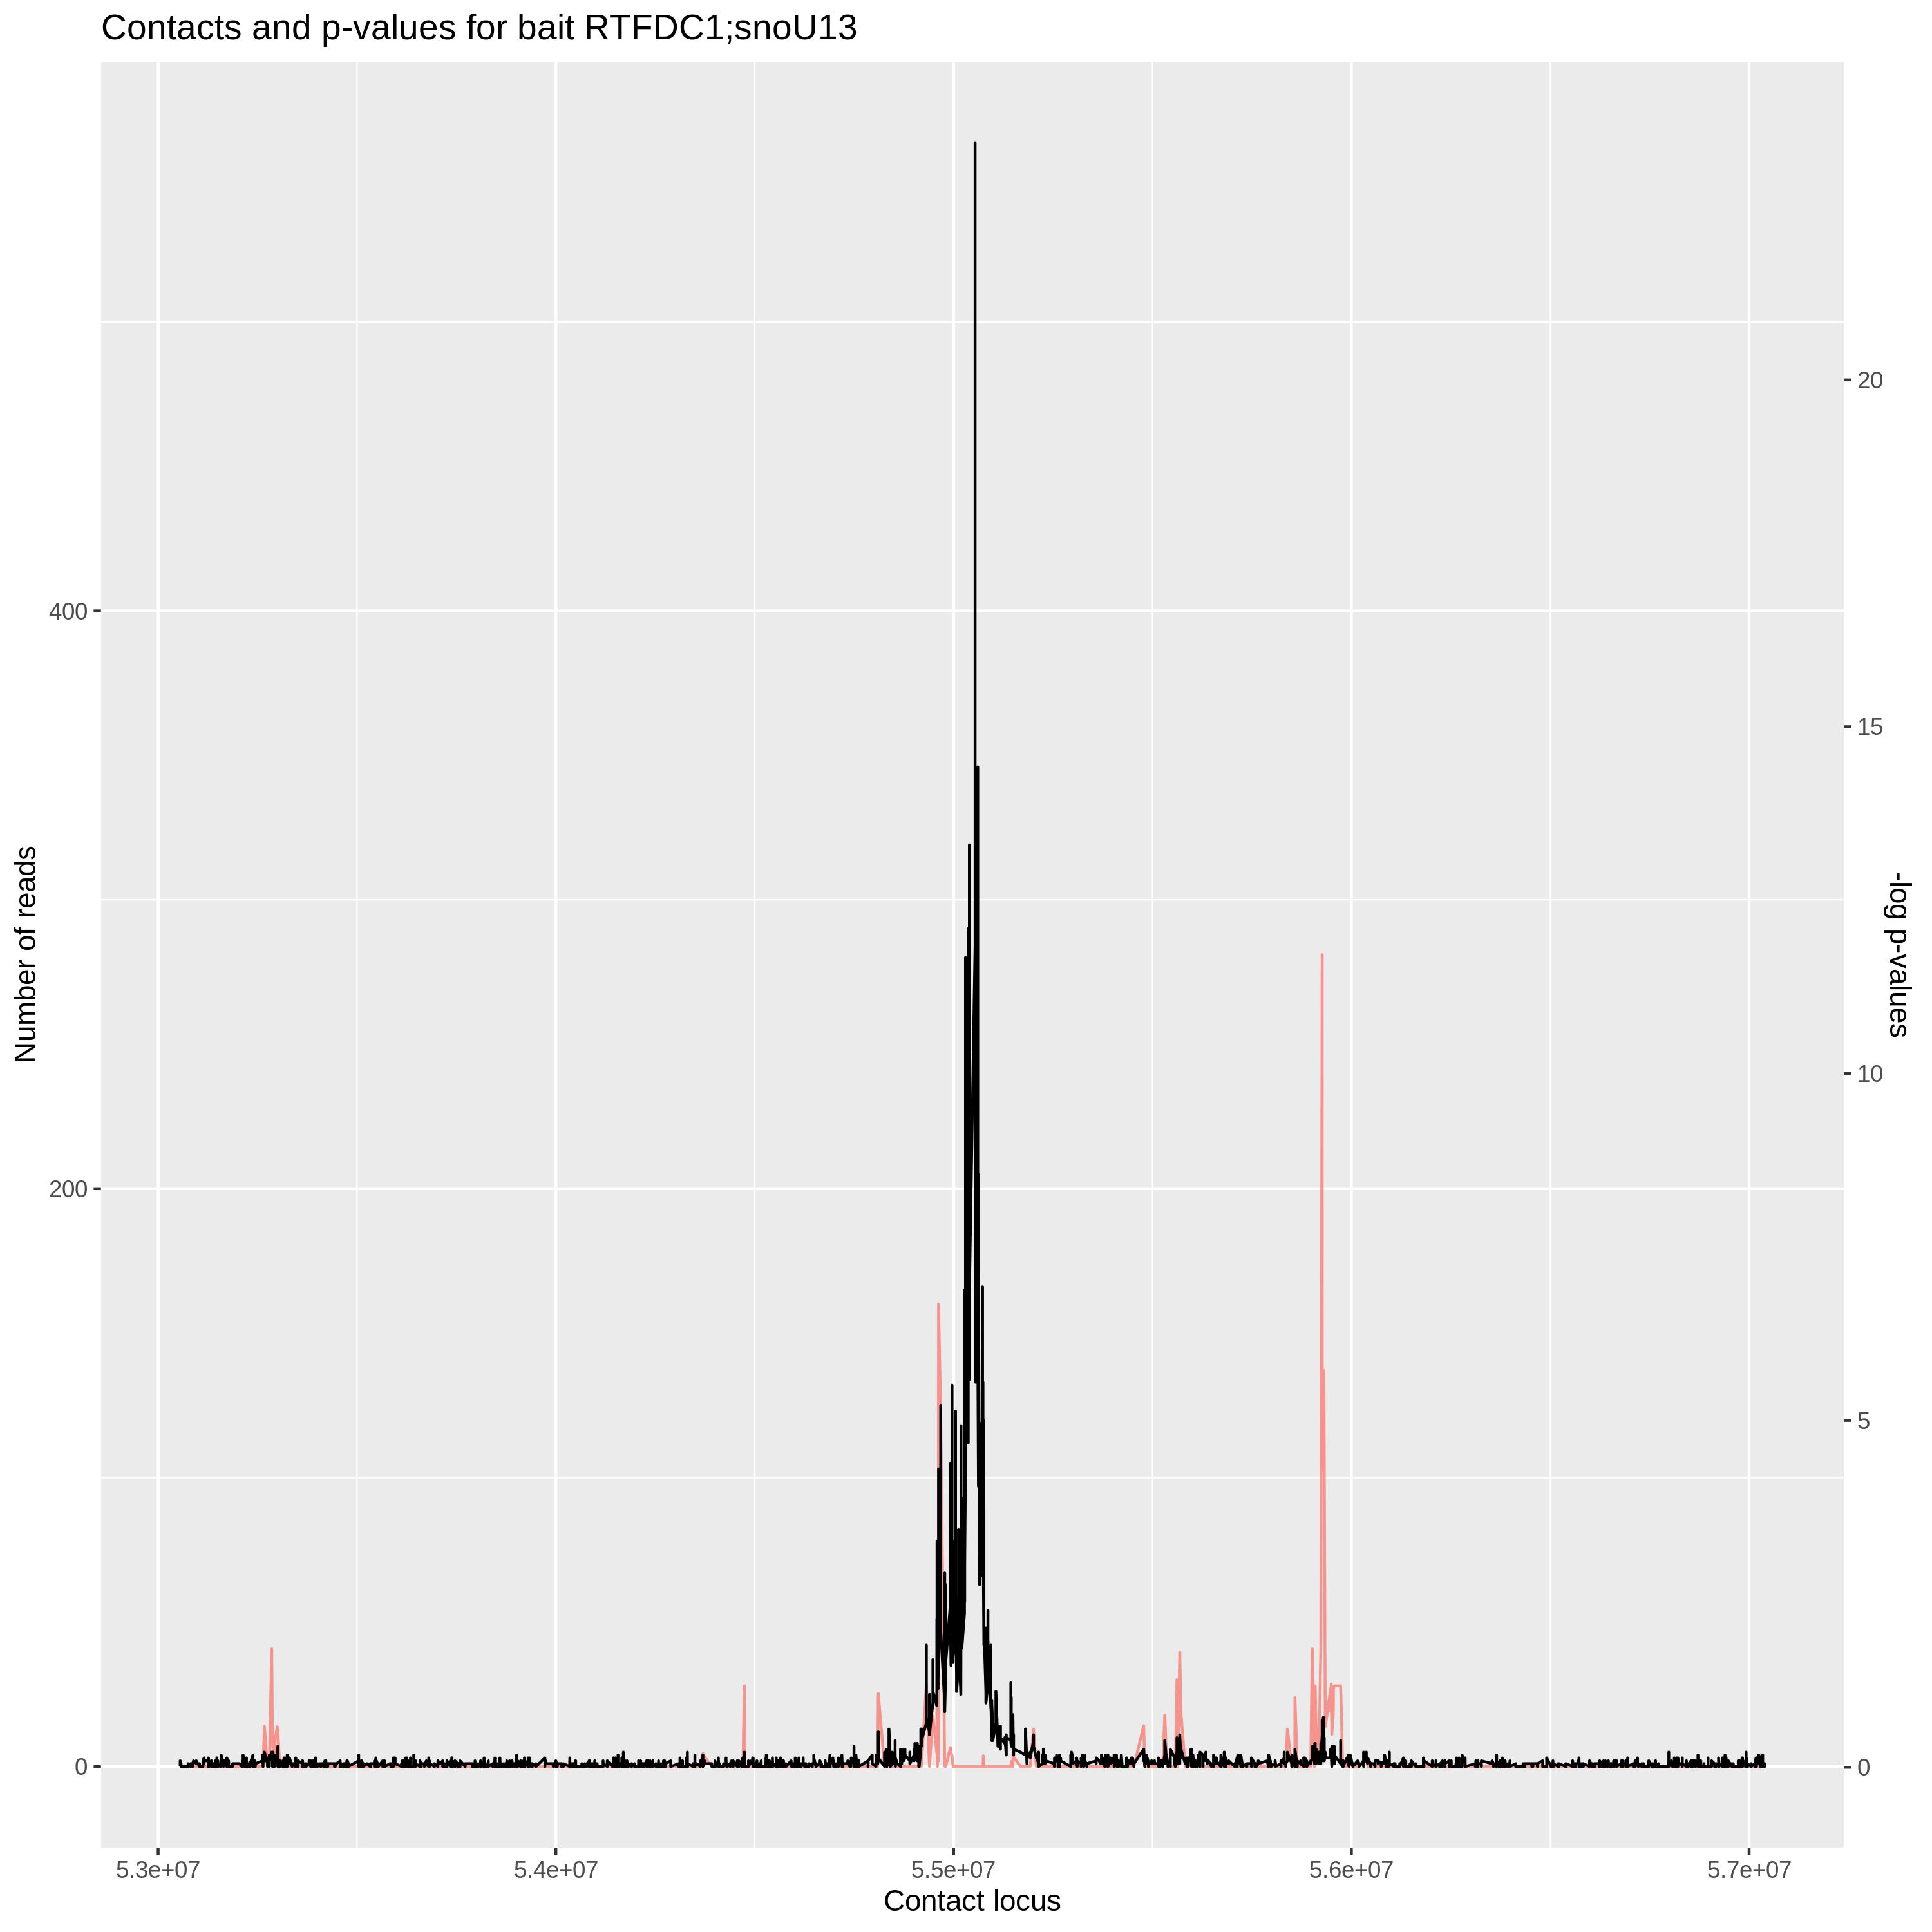 Contacts and p-values for bait RTFDC1;snoU13
Number of reads
400
200
0
20
15
10
5
0
-log p-values
5.3e+07
5.4e+07
5.5e+07
5.6e+07
5.7e+07
Contact locus